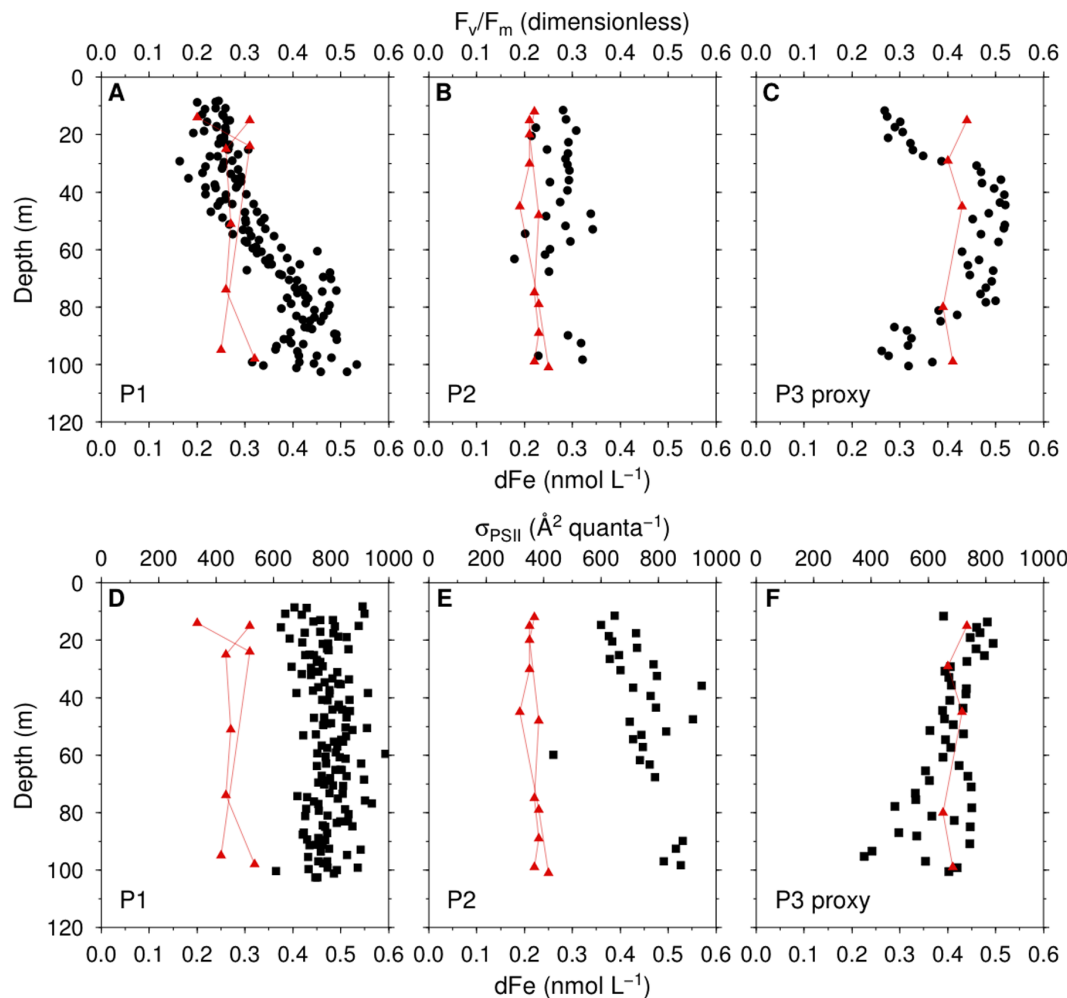 Fv/Fm (dimensionless)
0.0 0.1 0.2 0.3 0.4 0.5 0.6 0.0 0.1 0.2 0.3 0.4 0.5 0.6 0.0 0.1 0.2 0.3 0.4 0.5 0.6
0
20
40
60
80
100
120
Depth (m)
A
P1
B
P2
C
P3 proxy
0.0 0.1 0.2 0.3 0.4 0.5 0.6 0.0 0.1 0.2 0.3 0.4 0.5 0.6 0.0 0.1 0.2 0.3 0.4 0.5 0.6
dFe (nmol L⁻¹)
σPSII (Å² quanta⁻¹)
0 200 400 600 800 1000 0 200 400 600 800 1000 0 200 400 600 800 1000
0
20
40
60
80
100
120
Depth (m)
D
P1
E
P2
F
P3 proxy
0.0 0.1 0.2 0.3 0.4 0.5 0.6 0.0 0.1 0.2 0.3 0.4 0.5 0.6 0.0 0.1 0.2 0.3 0.4 0.5 0.6
dFe (nmol L⁻¹)